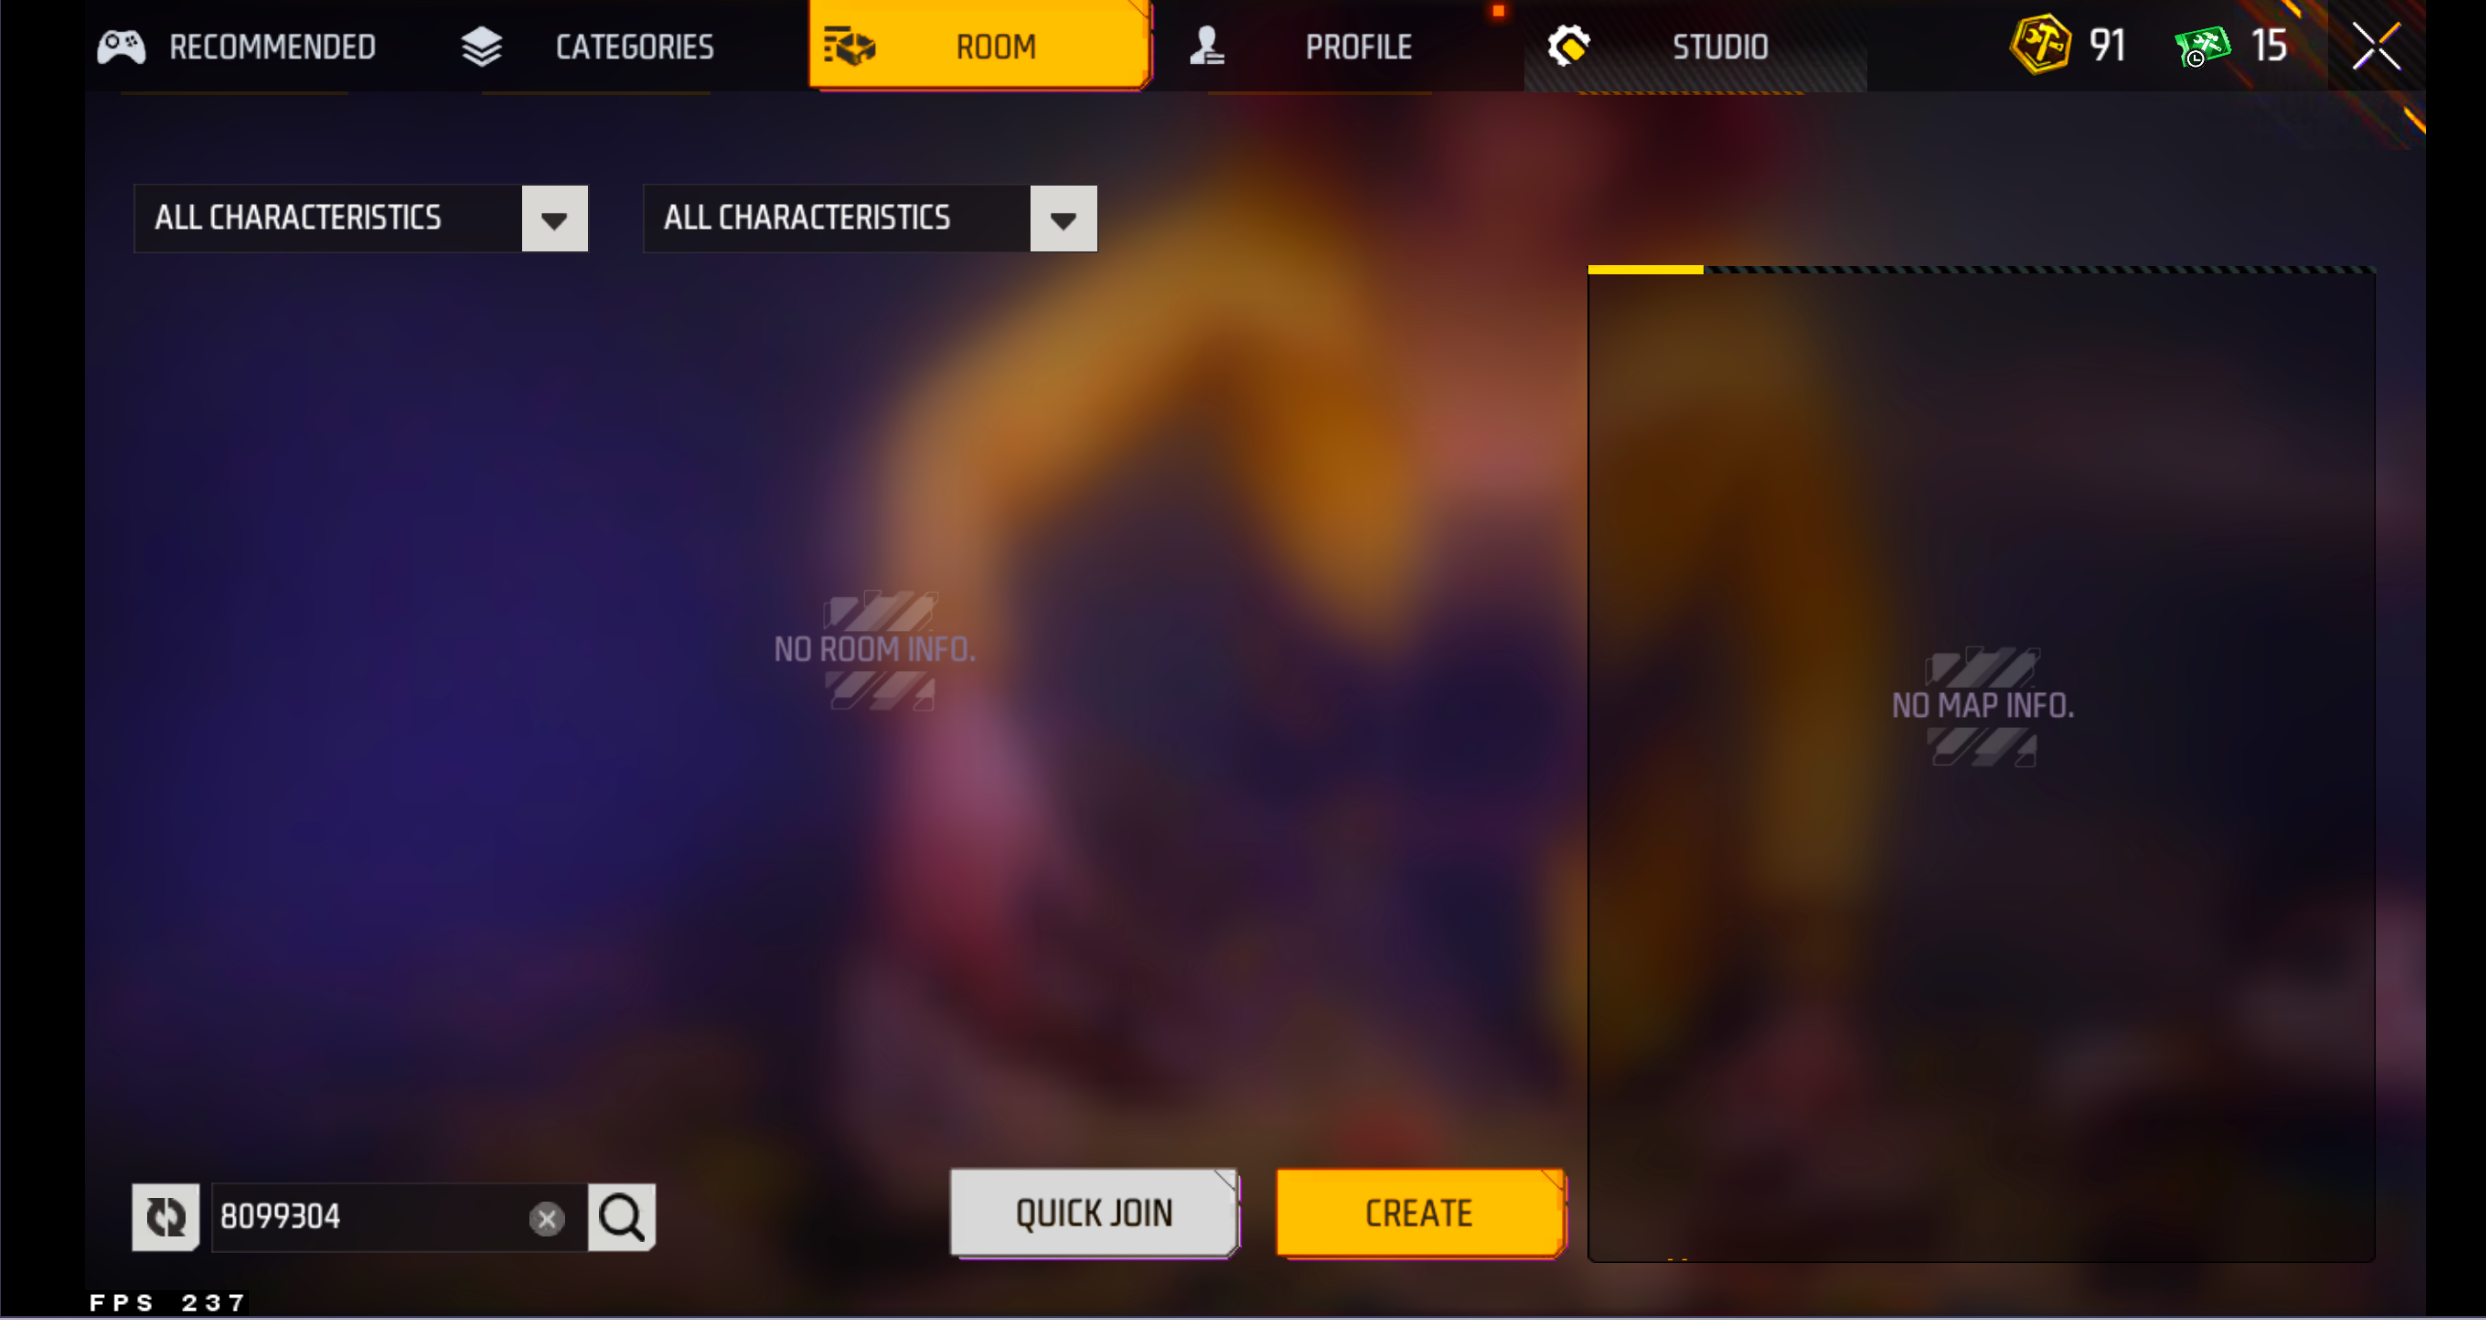 RECOMMENDED
CATEGORIES
ROOM
PROFILE
STUDIO
91
15
ALL CHARACTERISTICS
ALL CHARACTERISTICS
NO ROOM INFO.
NO MAP INFO.
8099304
QUICK JOIN
CREATE
FPS 237